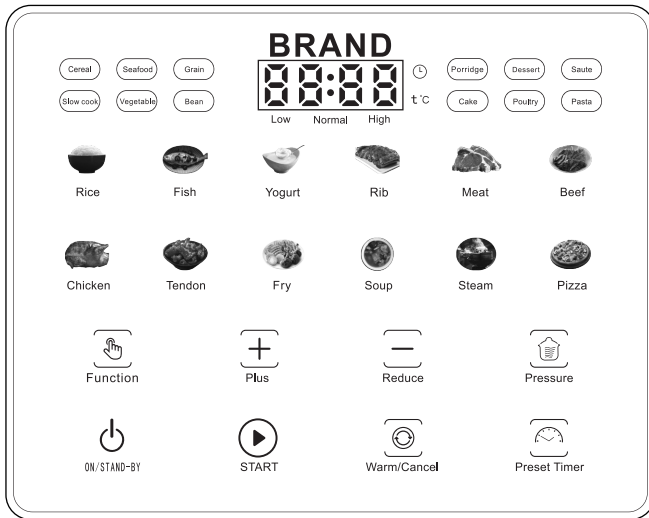 BRAND
Cereal Seafood Grain 88:88 Porridge Dessert Saute
Slow cook Vegetable Bean t°C Cake Poultry Pasta
Low Normal High
Rice Fish Yogurt Rib Meat Beef
Chicken Tendon Fry Soup Steam Pizza
Function Plus Reduce Pressure
ON/STAND-BY START Warm/Cancel Preset Timer